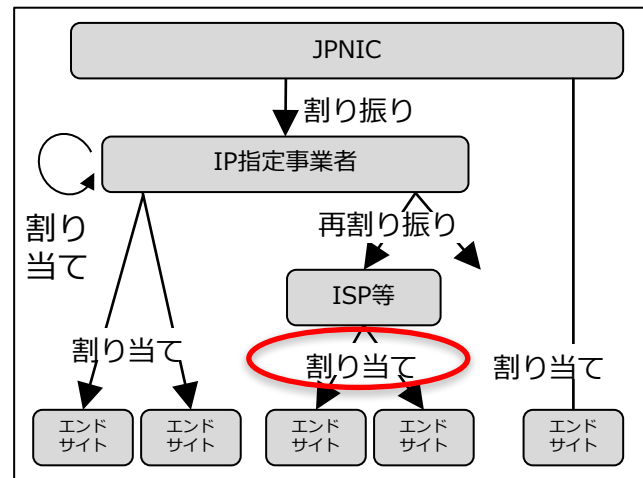 JPNIC
割り振り
IP指定事業者
割り
当て
再割り振り
ISP等
割り当て
割り当て
割り当て
エンド
サイト
エンド
サイト
エンド
サイト
エンド
サイト
エンド
サイト